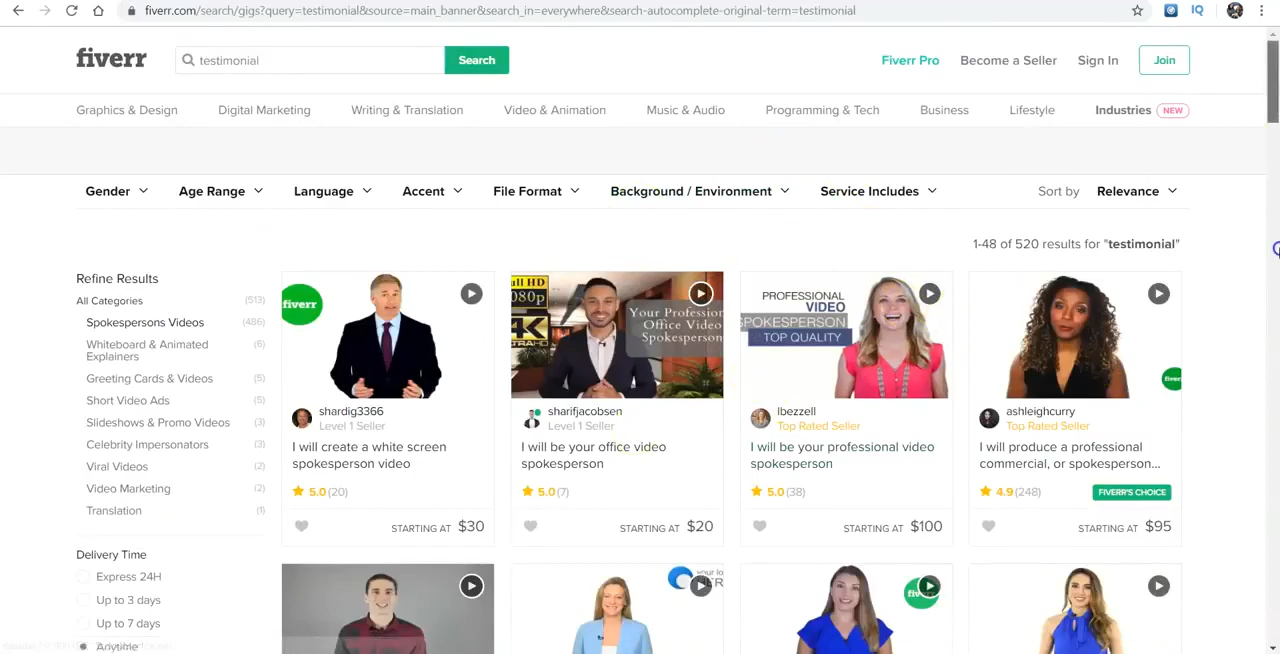 fiverr.com/search/gigs?query=testimonial&source=main_banner&search_in=everywhere&search-autocomplete-original-term=testimonial
IQ
fiverr
testimonial
Search
Fiverr Pro
Become a Seller
Sign In
Join
Graphics & Design
Digital Marketing
Writing & Translation
Video & Animation
Music & Audio
Programming & Tech
Business
Lifestyle
Industries
NEW
Gender
Age Range
Language
Accent
File Format
Background / Environment
Service Includes
Sort by
Relevance
1-48 of 520 results for "testimonial"
Refine Results
All Categories (513)
Spokespersons Videos (486)
Whiteboard & Animated
Explainers (6)
Greeting Cards & Videos (5)
Short Video Ads (5)
Slideshows & Promo Videos (3)
Celebrity Impersonators (3)
Viral Videos (2)
Video Marketing (2)
Translation (1)
Delivery Time
Express 24H
Up to 3 days
Up to 7 days
Anytime
fiverr
shardig3366
Level 1 Seller
I will create a white screen
spokesperson video
5.0 (20)
STARTING AT $30
4K
Your Profession
Office Video
Spokesperson
sharifjacobsen
Level 1 Seller
I will be your office video
spokesperson
5.0 (7)
STARTING AT $20
PROFESSIONAL
VIDEO
SPOKESPERSON
TOP QUALITY
lbezzell
Top Rated Seller
I will be your professional video
spokesperson
5.0 (38)
STARTING AT $100
ashleighcurry
Top Rated Seller
I will produce a professional
commercial, or spokesperson...
4.9 (248)
FIVERR'S CHOICE
STARTING AT $95